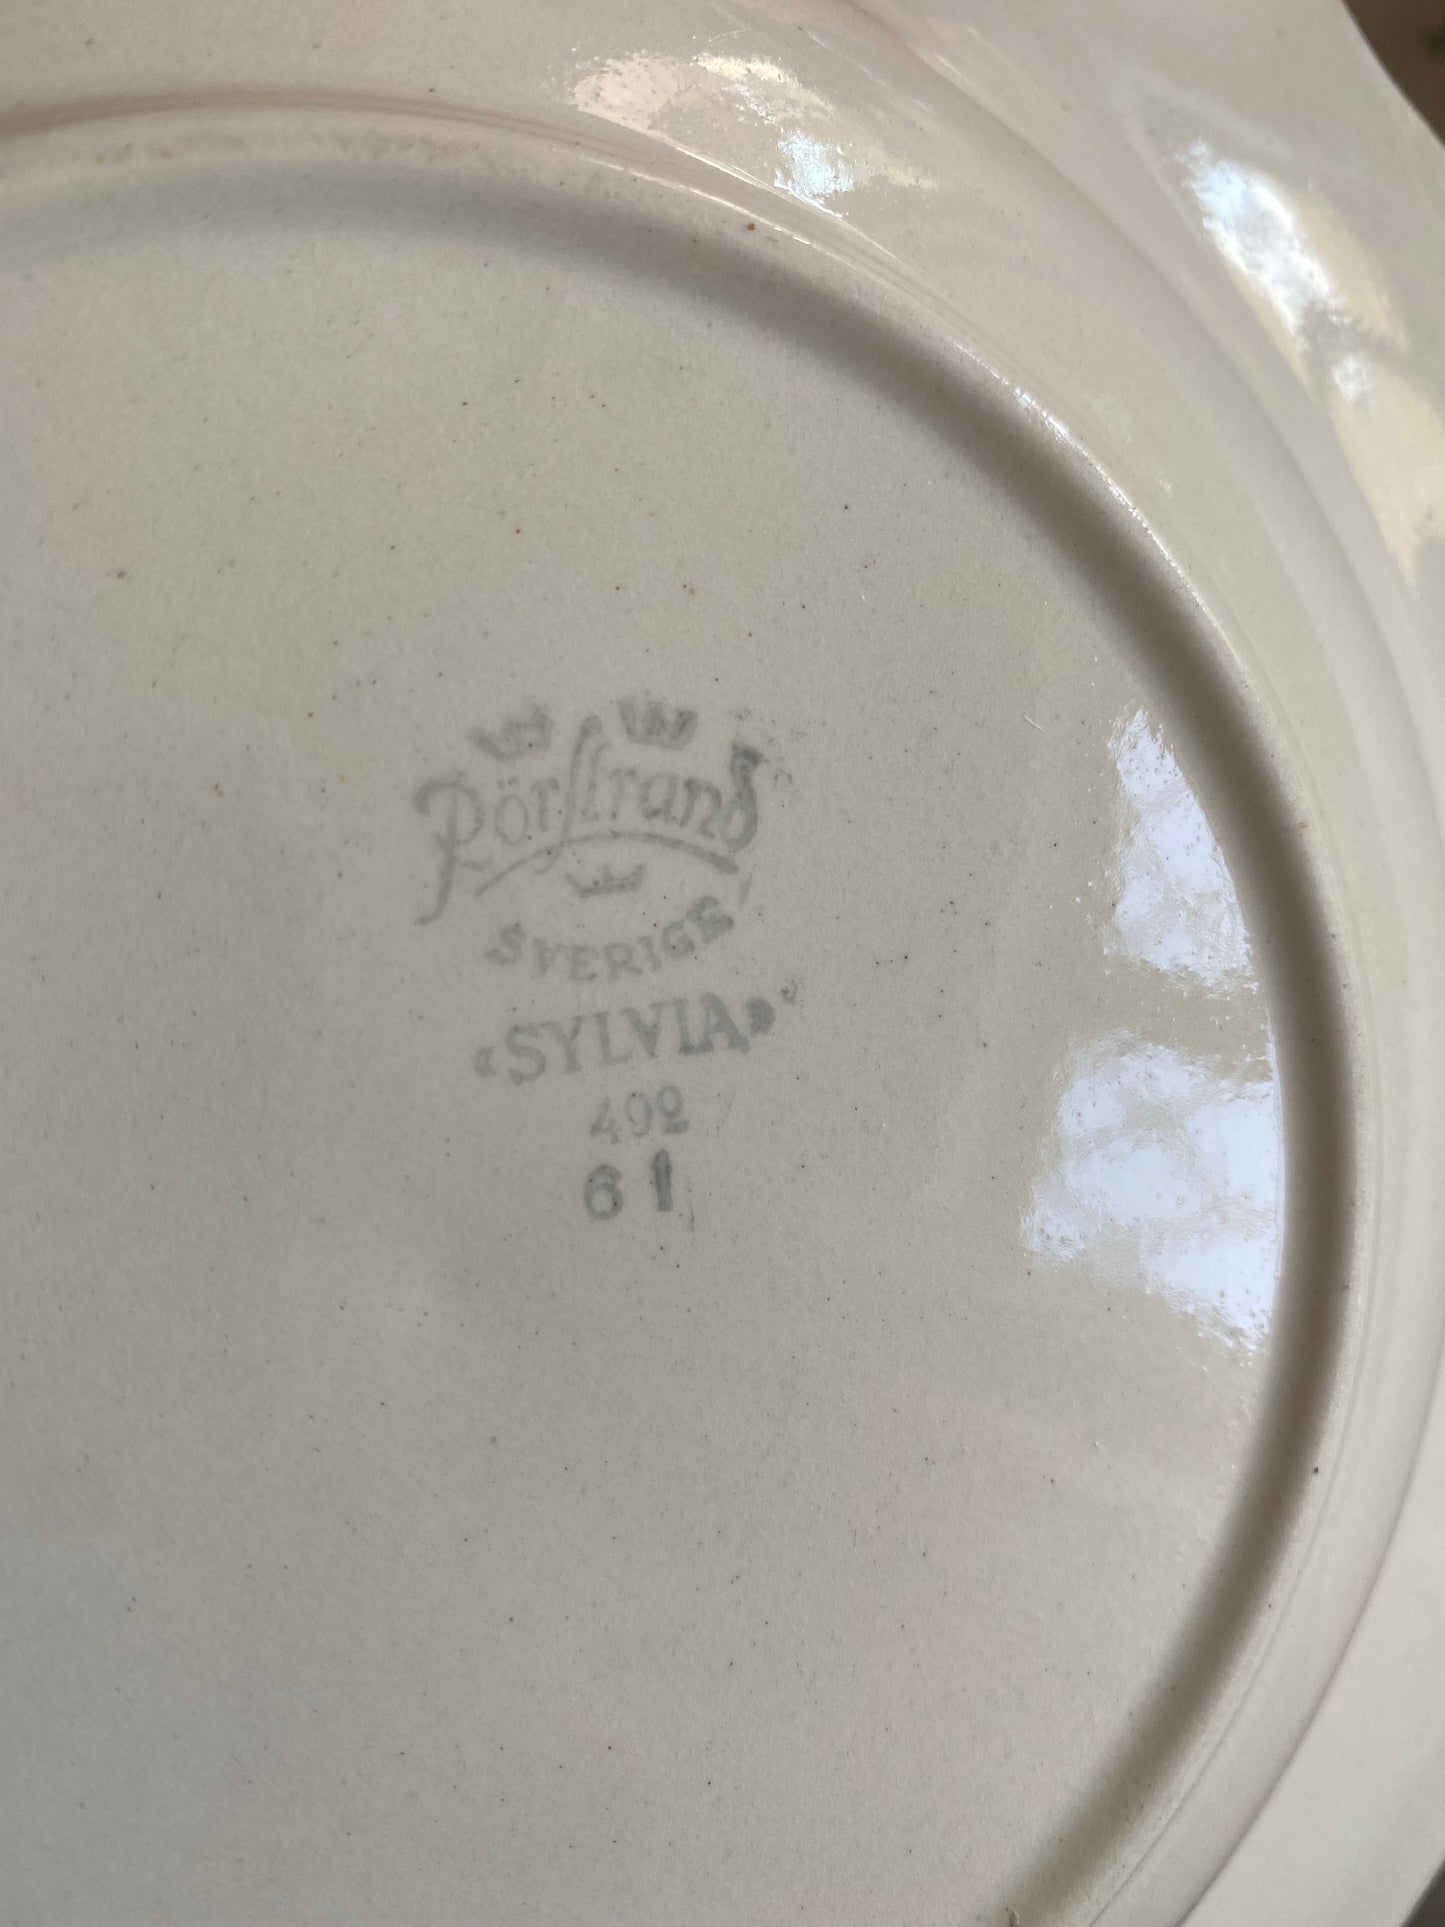 Rörstrand
SVERIGE
«SYLVIA»
492
61